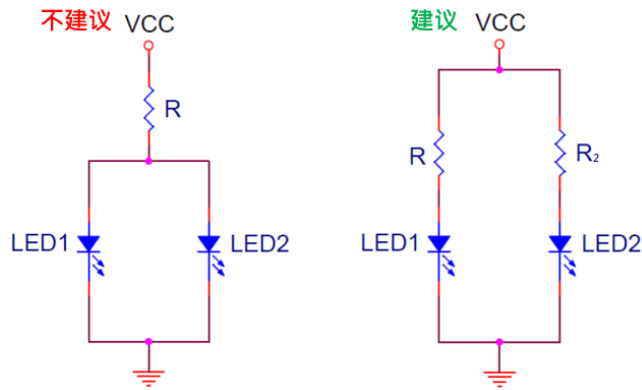 不建议 VCC
R
LED1
LED2
建议
VCC
R
R₂
LED1
LED2